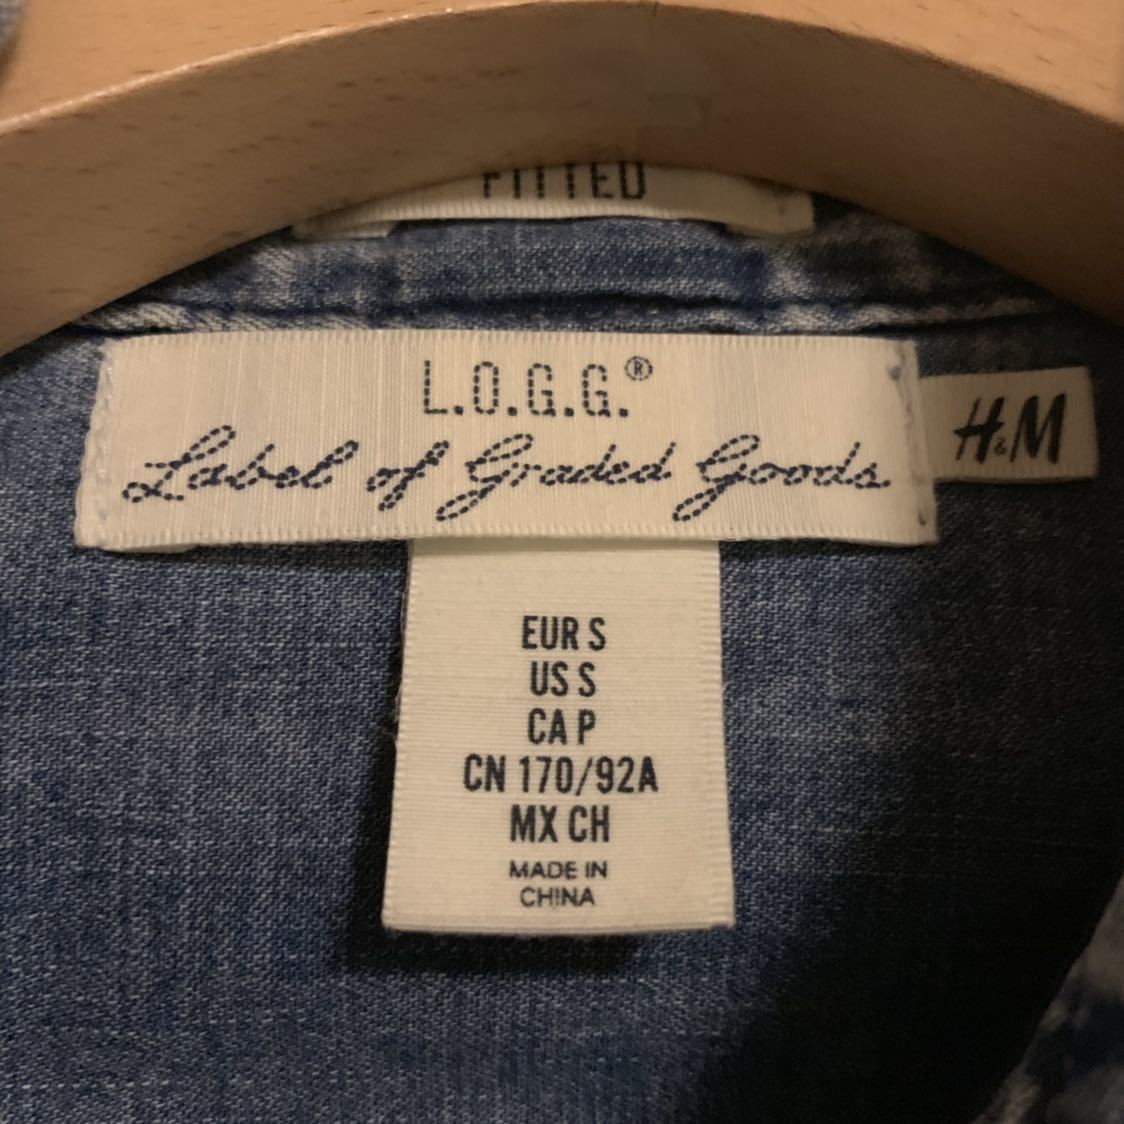 FITTED
L.O.G.G.®
Label of Graded Goods
H&M
EUR S
US S
CA P
CN 170/92A
MX CH
MADE IN
CHINA